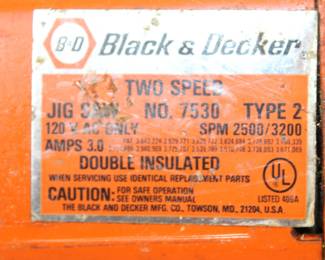 B&D Black & Decker
TWO SPEED
JIG SAW NO. 7530 TYPE 2
120 V AC ONLY SPM 2500/3200
AMPS 3.0
DOUBLE INSULATED
WHEN SERVICING USE IDENTICAL REPLACEMENT PARTS
CAUTION- FOR SAFE OPERATION
SEE OWNERS MANUAL
UL
LISTED 466A
THE BLACK AND DECKER MFG. CO., TOWSON, MD., 21204, U.S.A.